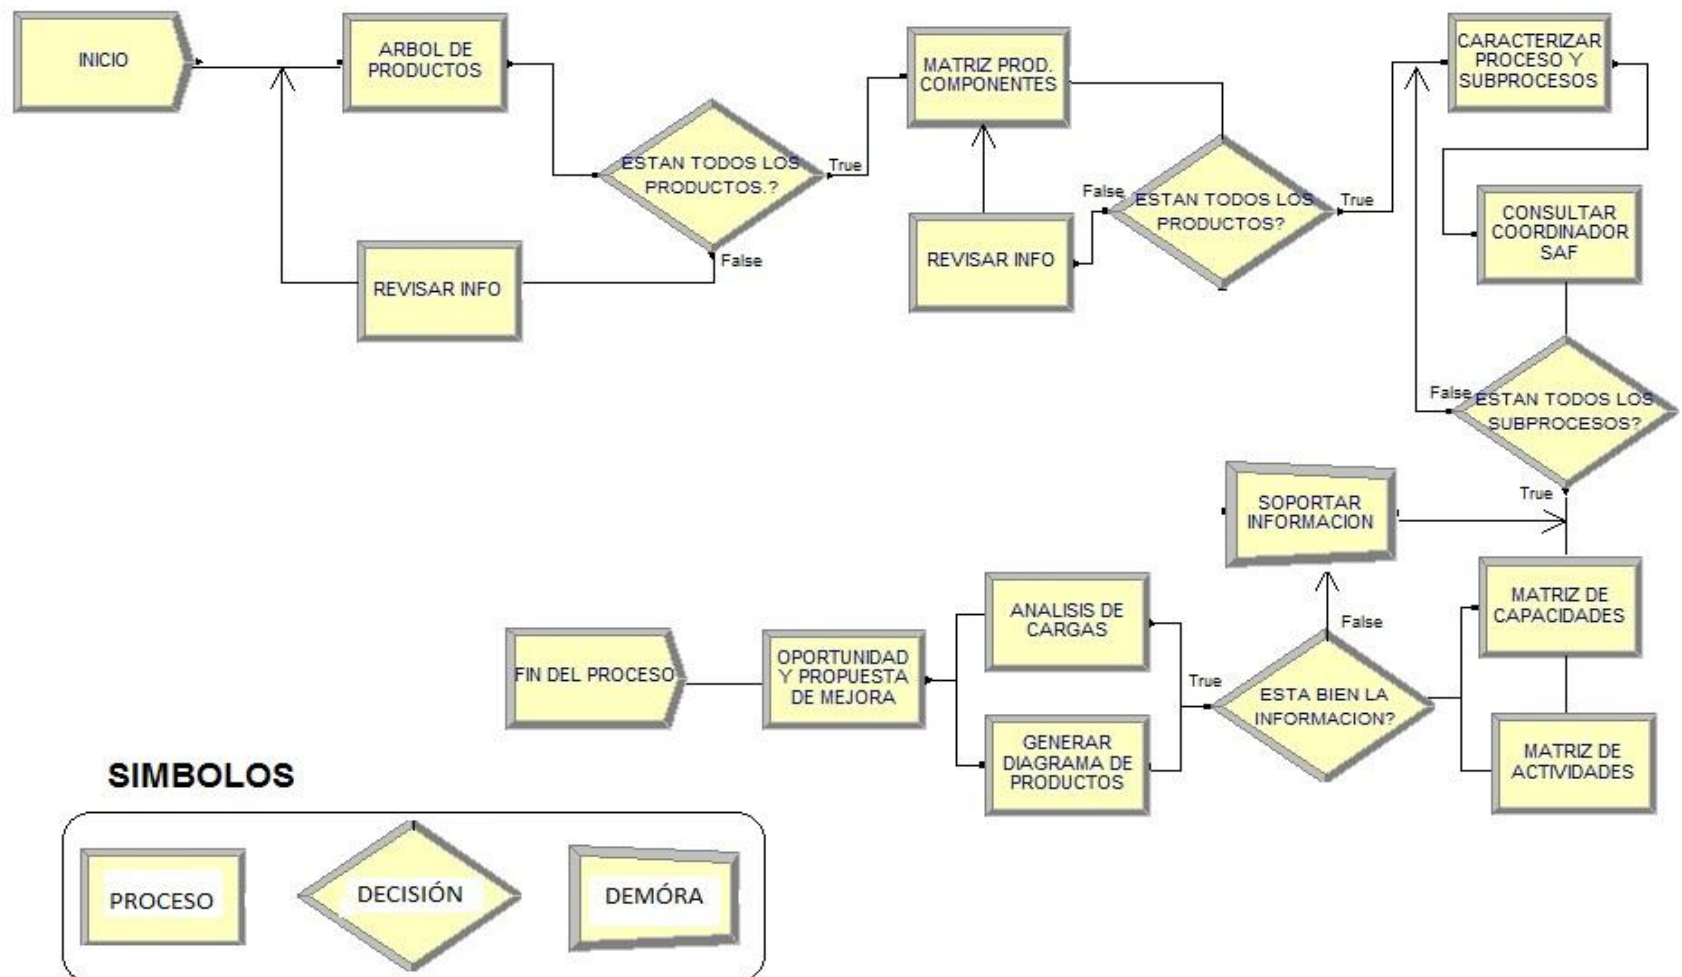 INICIO
ARBOL DE
PRODUCTOS
ESTAN TODOS LOS
PRODUCTOS.?
True
False
REVISAR INFO
MATRIZ PROD.
COMPONENTES
REVISAR INFO
False
ESTAN TODOS LOS
PRODUCTOS?
True
CARACTERIZAR
PROCESO Y
SUBPROCESOS
CONSULTAR
COORDINADOR
SAF
False
ESTAN TODOS LOS
SUBPROCESOS?
True
SOPORTAR
INFORMACION
MATRIZ DE
CAPACIDADES
MATRIZ DE
ACTIVIDADES
False
ESTA BIEN LA
INFORMACION?
True
ANALISIS DE
CARGAS
GENERAR
DIAGRAMA DE
PRODUCTOS
OPORTUNIDAD
Y PROPUESTA
DE MEJORA
FIN DEL PROCESO
SIMBOLOS
PROCESO
DECISIÓN
DEMÓRA